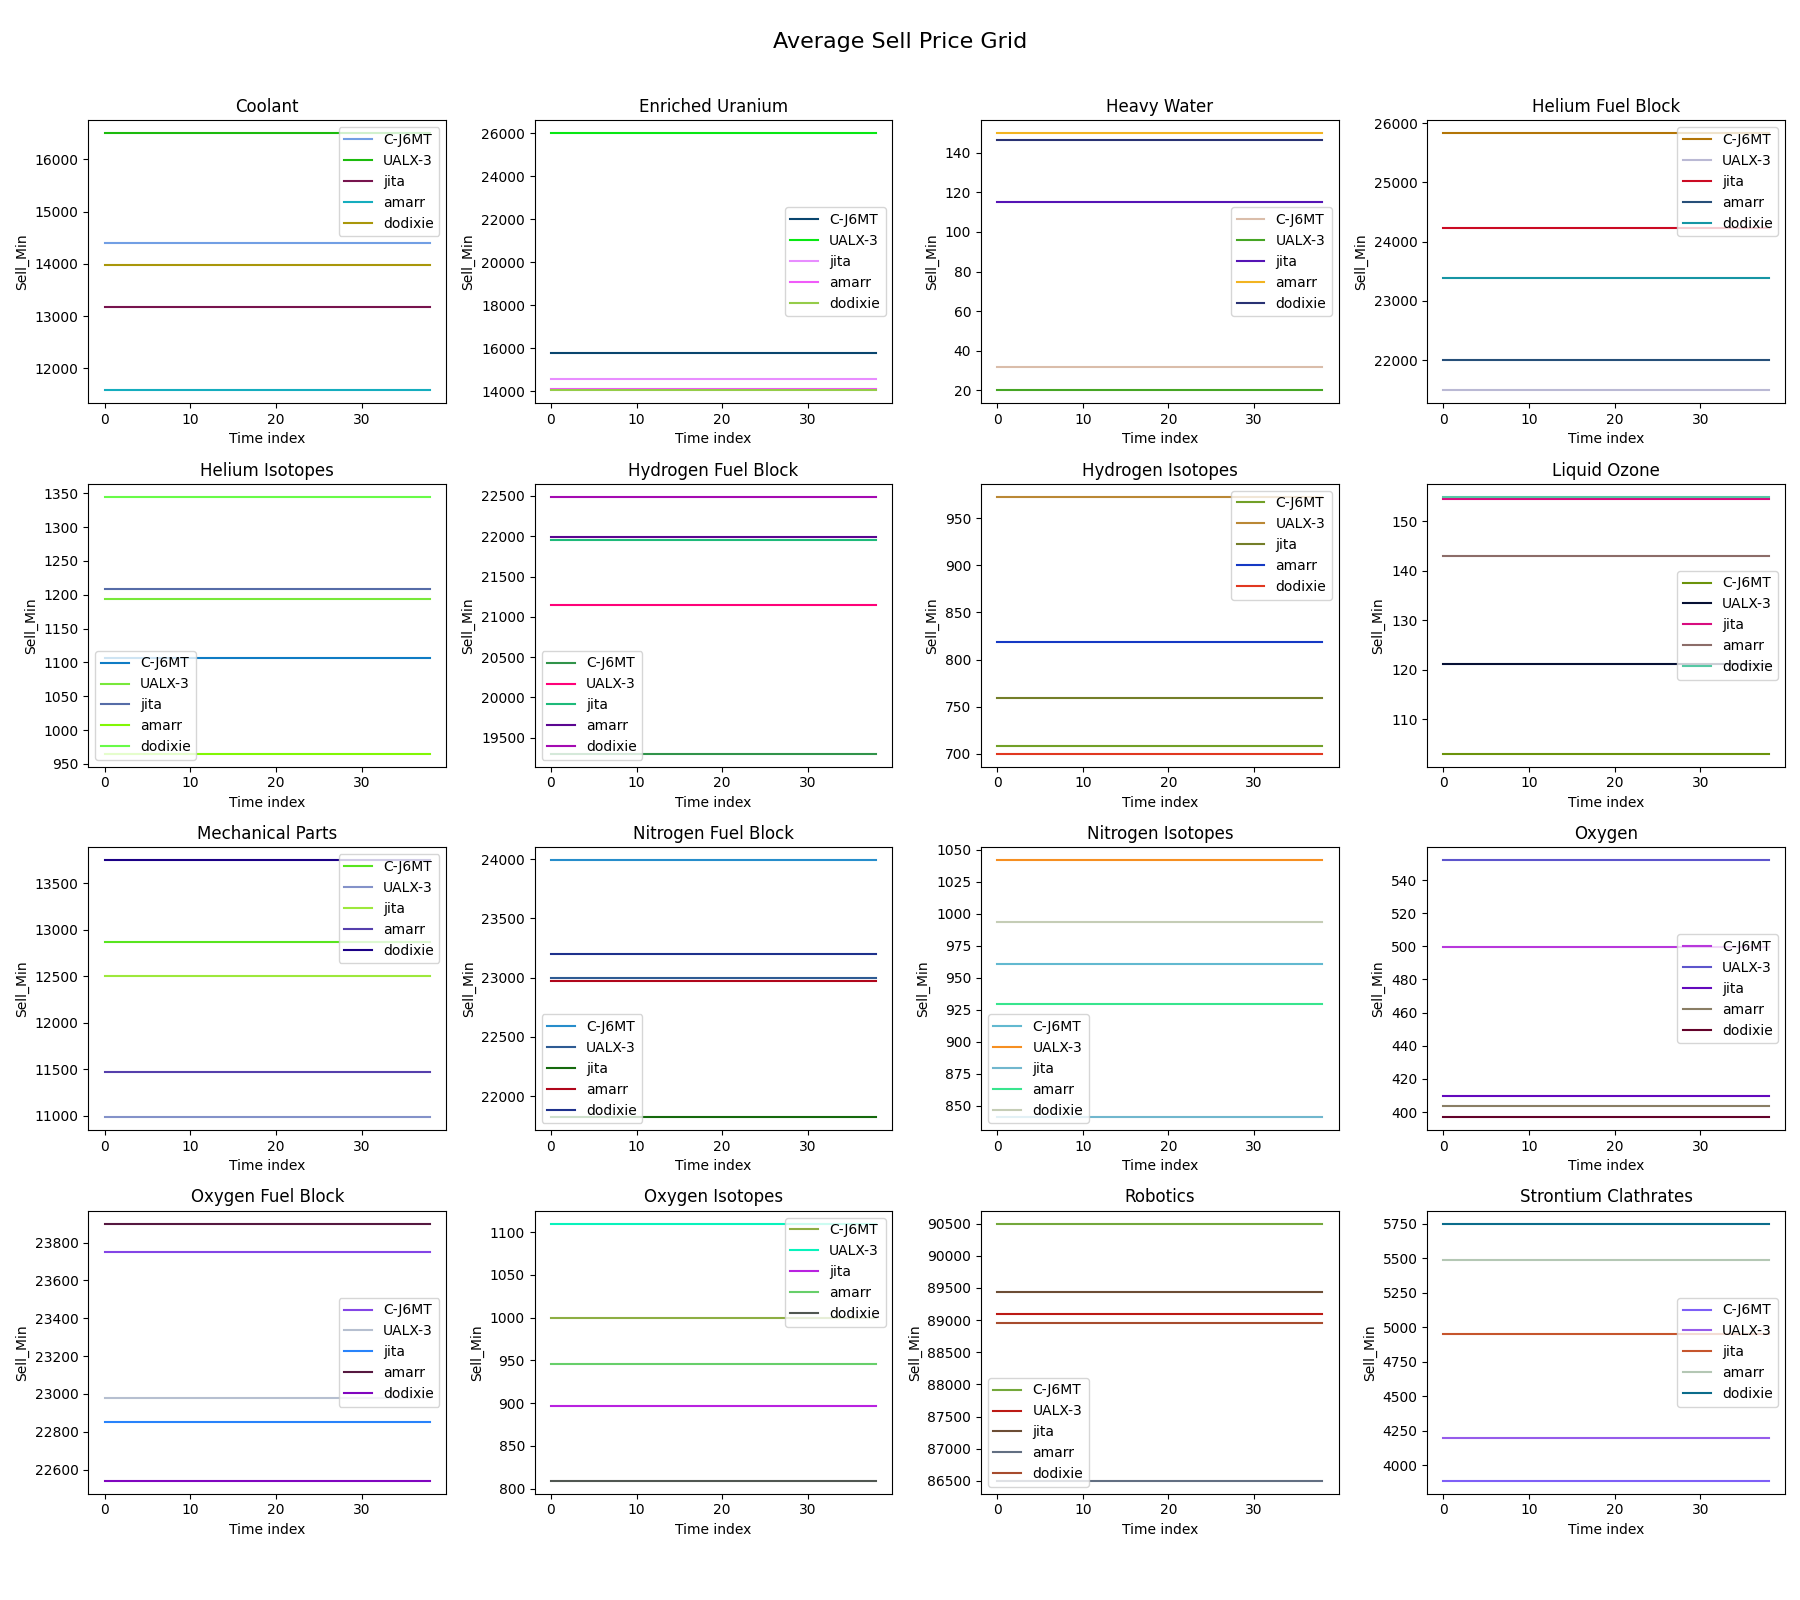 Average Sell Price Grid
Coolant
Sell_Min
16000
15000
14000
13000
12000
C-J6MT
UALX-3
jita
amarr
dodixie
0 10 20 30
Time index
Enriched Uranium
Sell_Min
26000
24000
22000
20000
18000
16000
14000
C-J6MT
UALX-3
jita
amarr
dodixie
0 10 20 30
Time index
Heavy Water
Sell_Min
140
120
100
80
60
40
20
C-J6MT
UALX-3
jita
amarr
dodixie
0 10 20 30
Time index
Helium Fuel Block
Sell_Min
26000
25000
24000
23000
22000
C-J6MT
UALX-3
jita
amarr
dodixie
0 10 20 30
Time index
Helium Isotopes
Sell_Min
1350
1300
1250
1200
1150
1100
1050
1000
950
C-J6MT
UALX-3
jita
amarr
dodixie
0 10 20 30
Time index
Hydrogen Fuel Block
Sell_Min
22500
22000
21500
21000
20500
20000
19500
C-J6MT
UALX-3
jita
amarr
dodixie
0 10 20 30
Time index
Hydrogen Isotopes
Sell_Min
950
900
850
800
750
700
C-J6MT
UALX-3
jita
amarr
dodixie
0 10 20 30
Time index
Liquid Ozone
Sell_Min
150
140
130
120
110
C-J6MT
UALX-3
jita
amarr
dodixie
0 10 20 30
Time index
Mechanical Parts
Sell_Min
13500
13000
12500
12000
11500
11000
C-J6MT
UALX-3
jita
amarr
dodixie
0 10 20 30
Time index
Nitrogen Fuel Block
Sell_Min
24000
23500
23000
22500
22000
C-J6MT
UALX-3
jita
amarr
dodixie
0 10 20 30
Time index
Nitrogen Isotopes
Sell_Min
1050
1025
1000
975
950
925
900
875
850
C-J6MT
UALX-3
jita
amarr
dodixie
0 10 20 30
Time index
Oxygen
Sell_Min
540
520
500
480
460
440
420
400
C-J6MT
UALX-3
jita
amarr
dodixie
0 10 20 30
Time index
Oxygen Fuel Block
Sell_Min
23800
23600
23400
23200
23000
22800
22600
C-J6MT
UALX-3
jita
amarr
dodixie
0 10 20 30
Time index
Oxygen Isotopes
Sell_Min
1100
1050
1000
950
900
850
800
C-J6MT
UALX-3
jita
amarr
dodixie
0 10 20 30
Time index
Robotics
Sell_Min
90500
90000
89500
89000
88500
88000
87500
87000
86500
C-J6MT
UALX-3
jita
amarr
dodixie
0 10 20 30
Time index
Strontium Clathrates
Sell_Min
5750
5500
5250
5000
4750
4500
4250
4000
C-J6MT
UALX-3
jita
amarr
dodixie
0 10 20 30
Time index